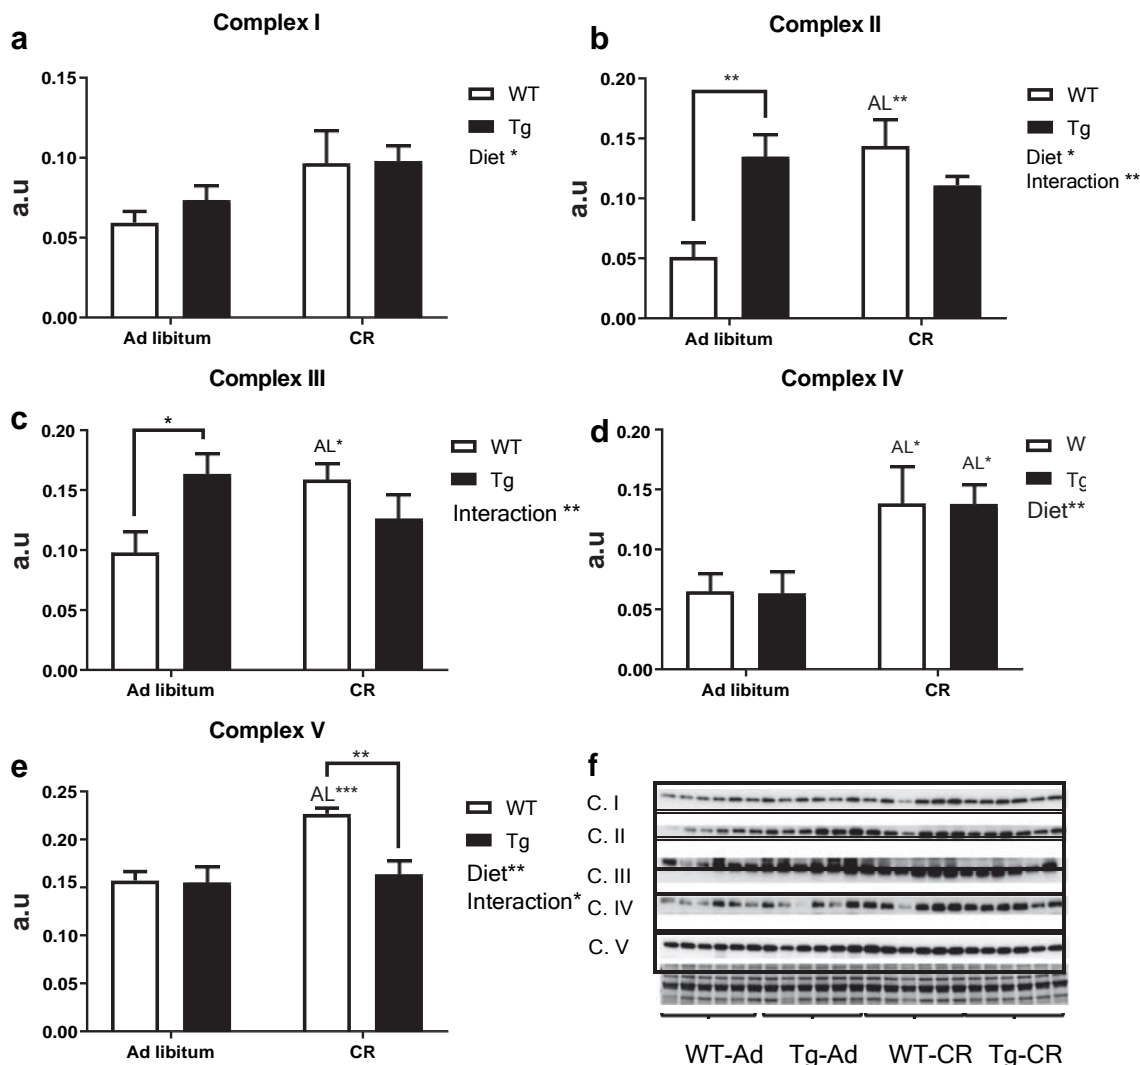 Complex I
a
0.15
0.10
0.05
0.00
a.u
Ad libitum
CR
WT
Tg
Diet *
Complex II
b
0.20
0.15
0.10
0.05
0.00
a.u
**
AL**
Ad libitum
CR
WT
Tg
Diet *
Interaction **
Complex III
c
0.20
0.15
0.10
0.05
0.00
a.u
*
AL*
Ad libitum
CR
WT
Tg
Interaction **
Complex IV
d
0.20
0.15
0.10
0.05
0.00
a.u
AL*
AL*
Ad libitum
CR
W
Tg
Diet**
Complex V
e
0.25
0.20
0.15
0.10
0.05
0.00
a.u
**
AL***
Ad libitum
CR
WT
Tg
Diet**
Interaction*
f
C. I
C. II
C. III
C. IV
C. V
WT-Ad Tg-Ad WT-CR Tg-CR